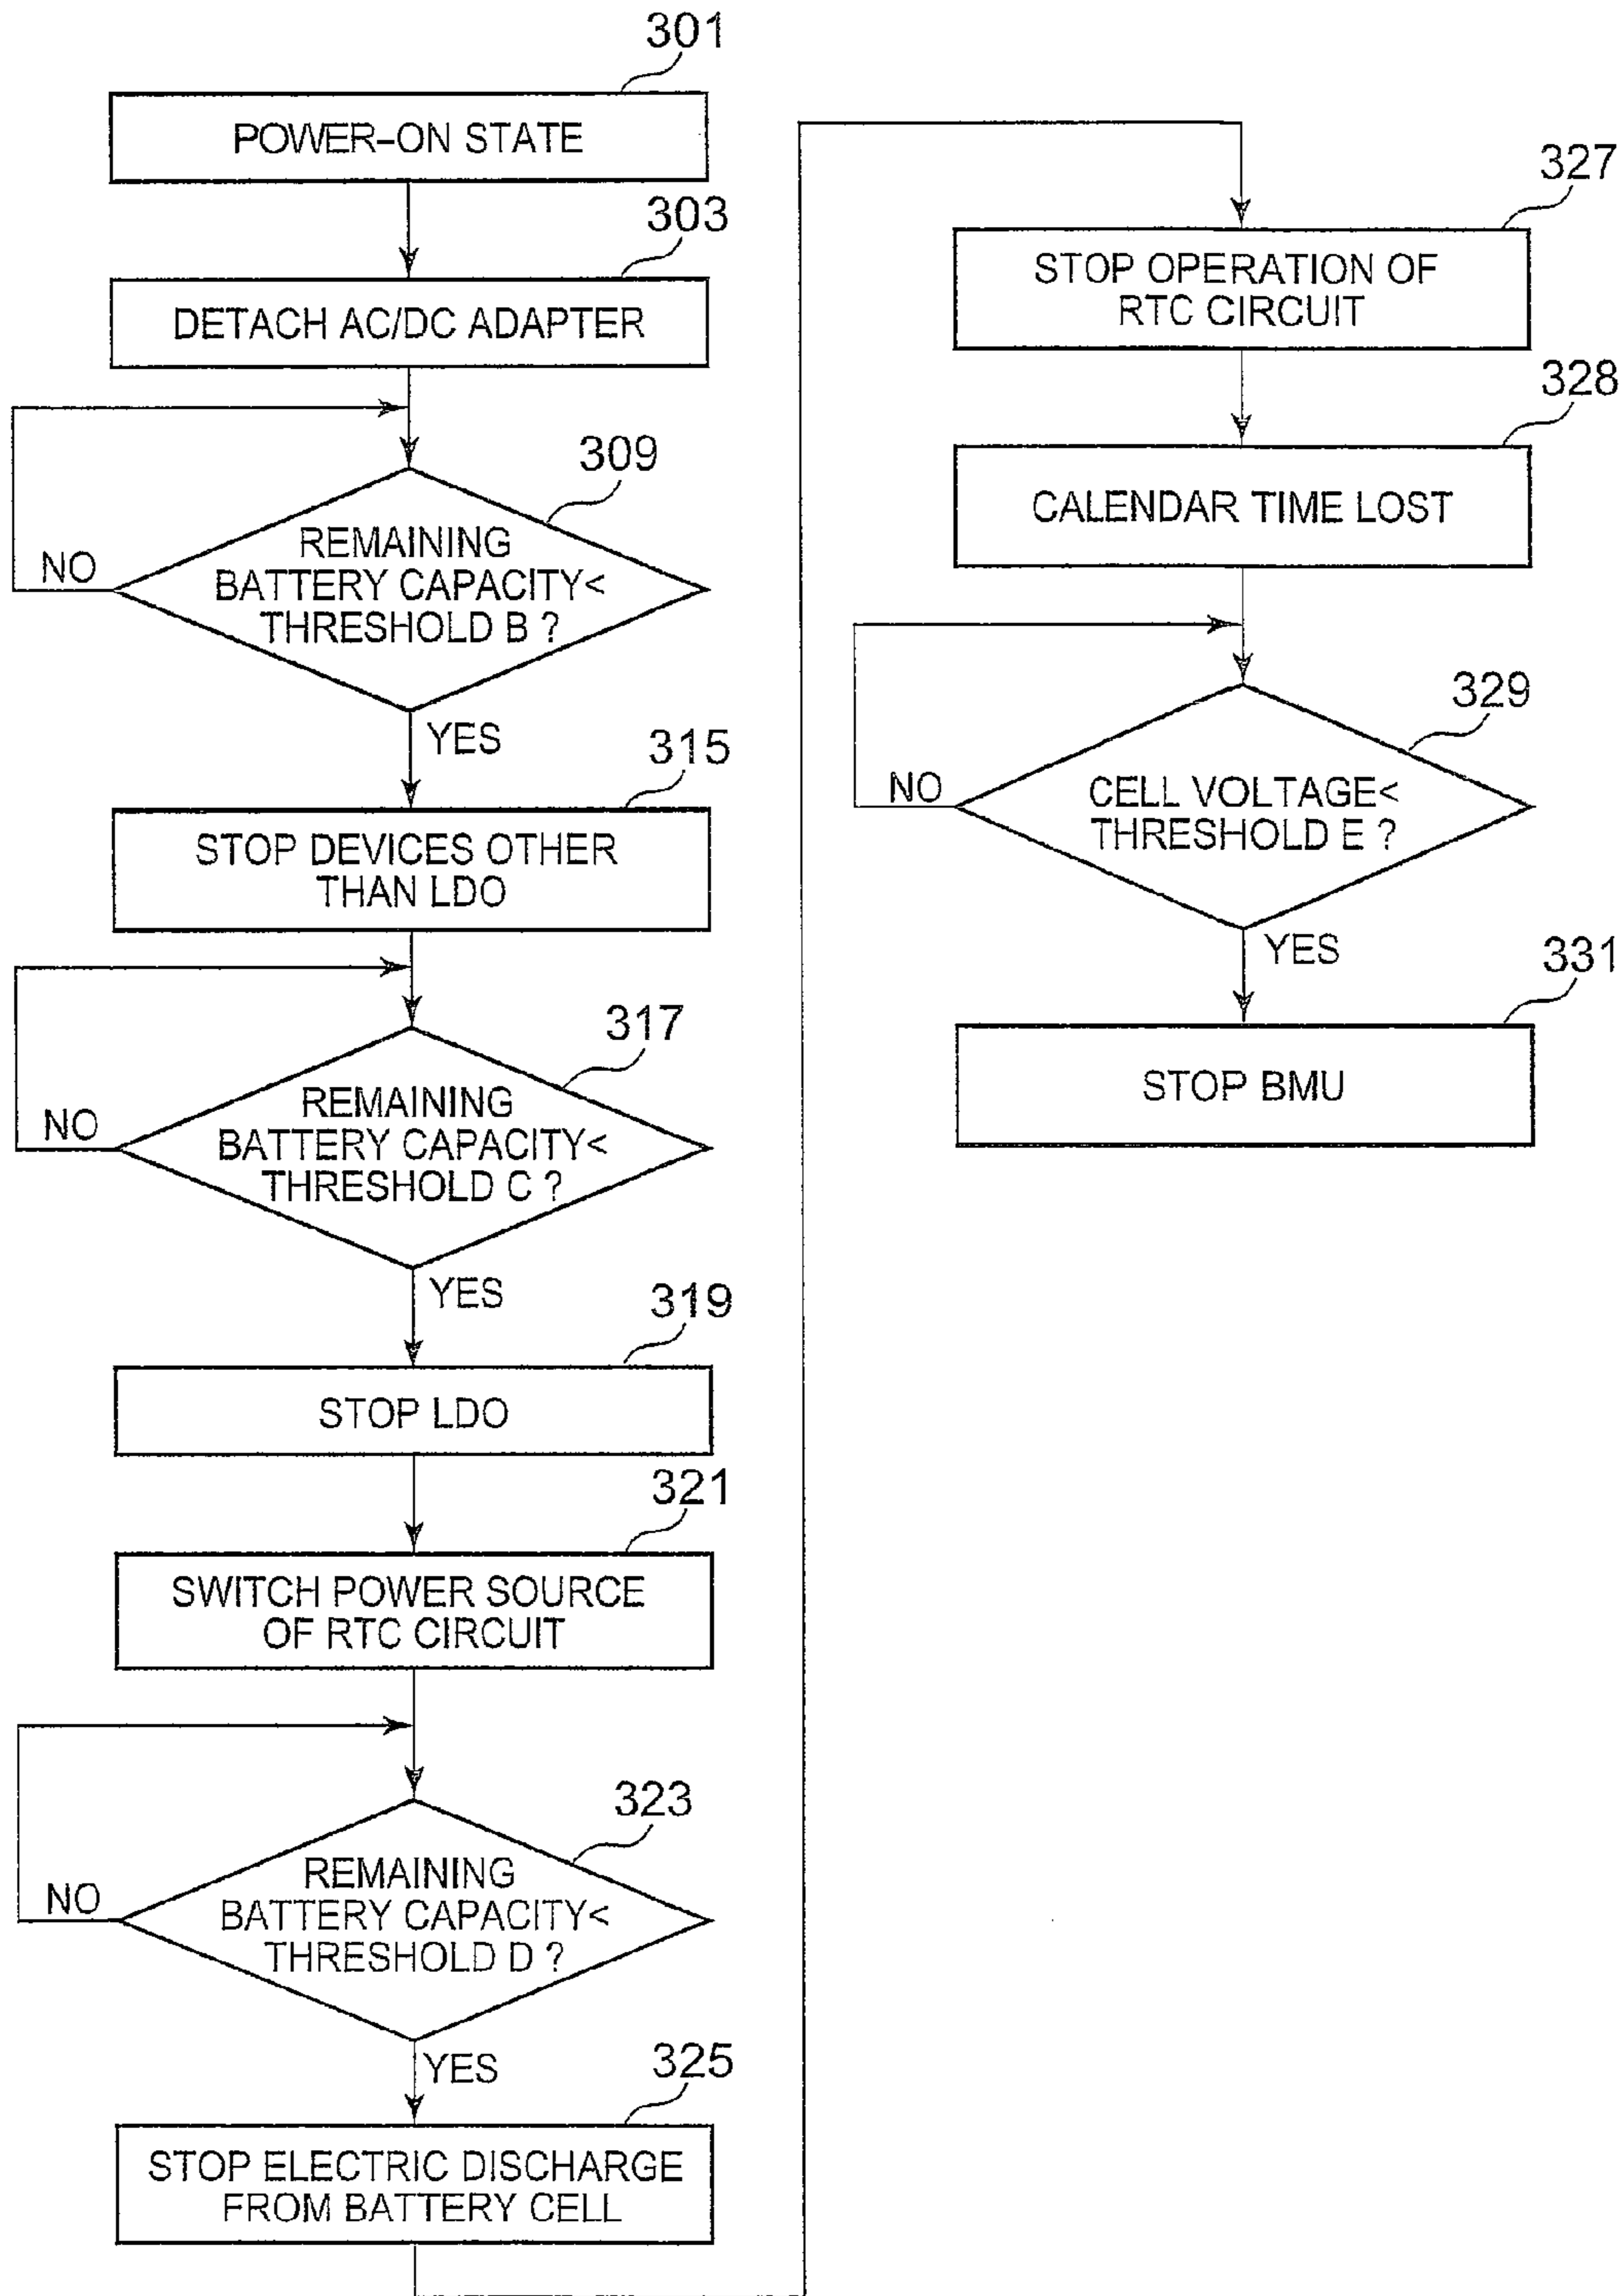 301
POWER-ON STATE
303
DETACH AC/DC ADAPTER
309
REMAINING
BATTERY CAPACITY<
THRESHOLD B ?
NO
YES
315
STOP DEVICES OTHER
THAN LDO
317
REMAINING
BATTERY CAPACITY<
THRESHOLD C ?
NO
YES
319
STOP LDO
321
SWITCH POWER SOURCE
OF RTC CIRCUIT
323
REMAINING
BATTERY CAPACITY<
THRESHOLD D ?
NO
YES
325
STOP ELECTRIC DISCHARGE
FROM BATTERY CELL
327
STOP OPERATION OF
RTC CIRCUIT
328
CALENDAR TIME LOST
329
CELL VOLTAGE<
THRESHOLD E ?
NO
YES
331
STOP BMU